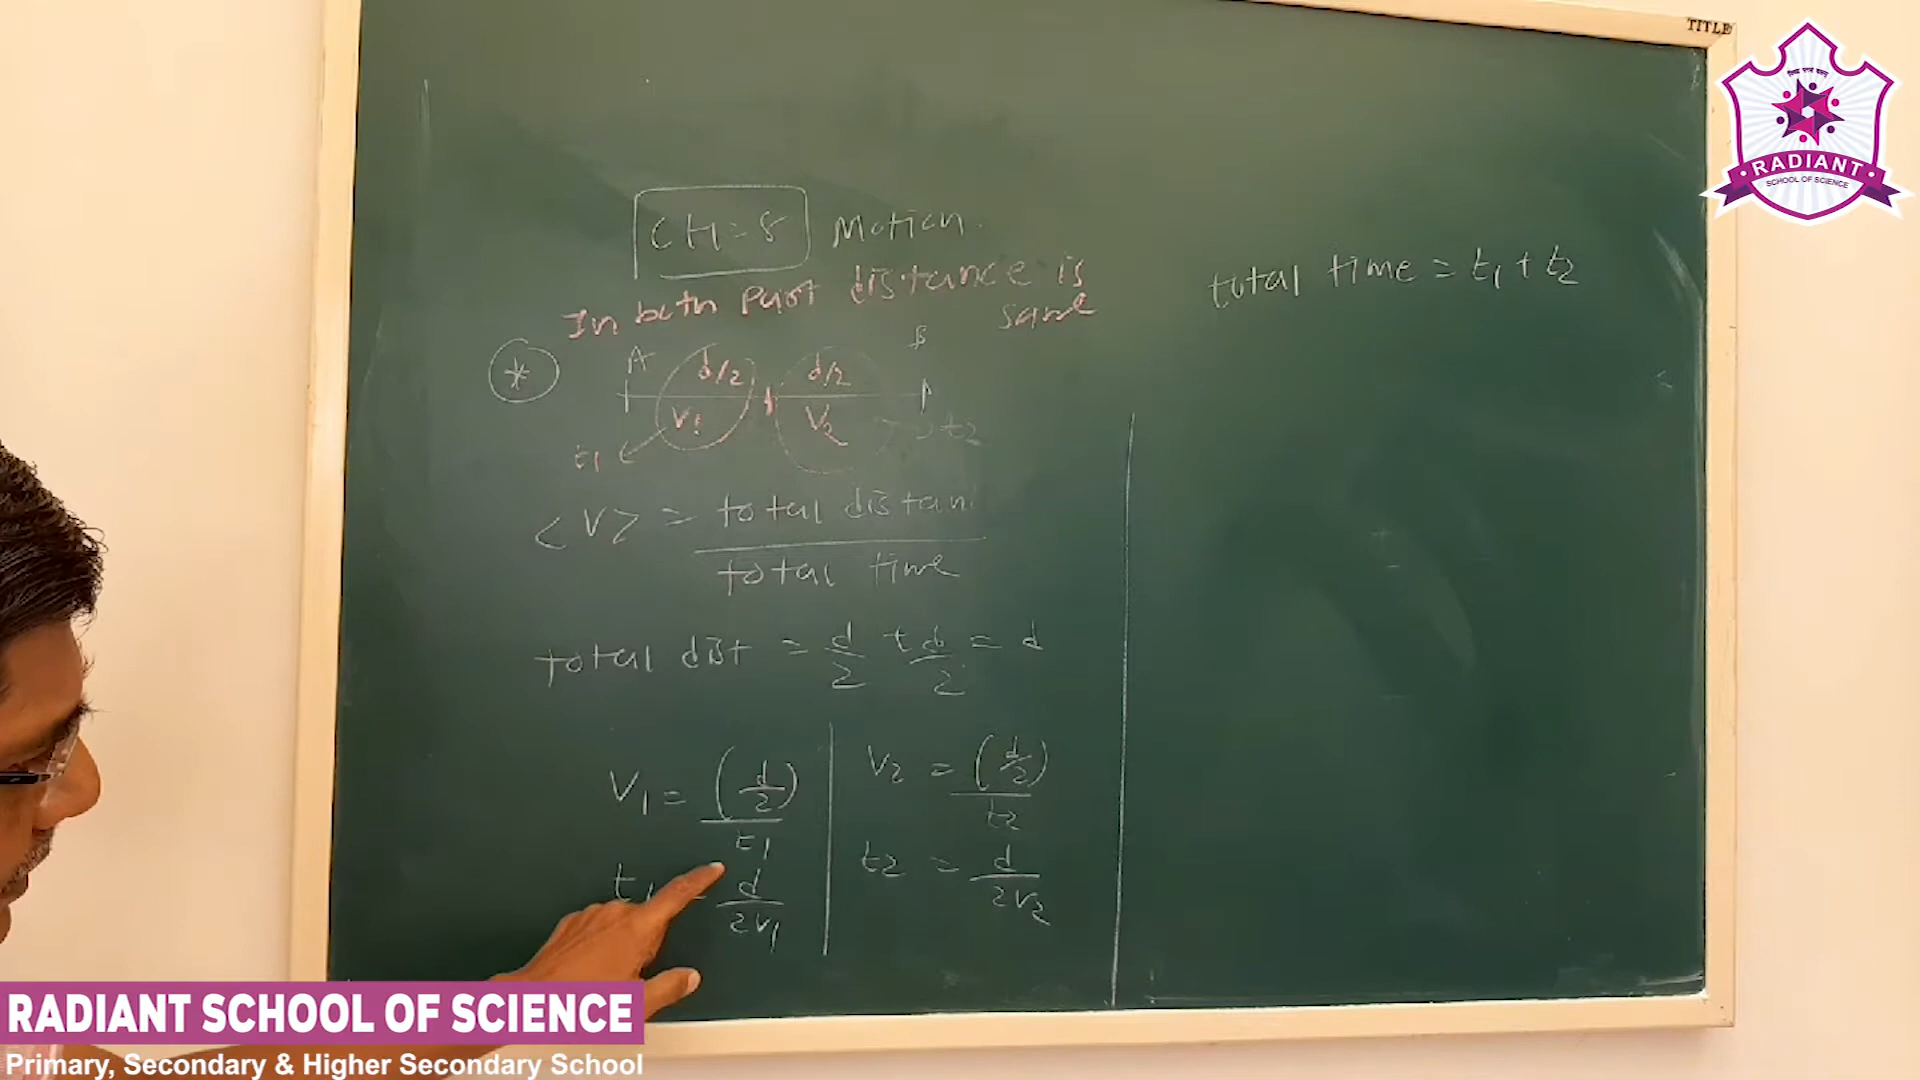 TITLE
RADIANT
SCHOOL OF SCIENCE
CH=8 Motion.
In both part distance is
same
A B
d/2 d/2
V1 V2
t1 t2
<V> = total distan
total time
total dist = d/2 + d/2 = d
V1 = (d/2)
t1
t1 = d/2V1
V2 = (d/2)
t2
t2 = d/2V2
total time = t1 + t2
RADIANT SCHOOL OF SCIENCE
Primary, Secondary & Higher Secondary School